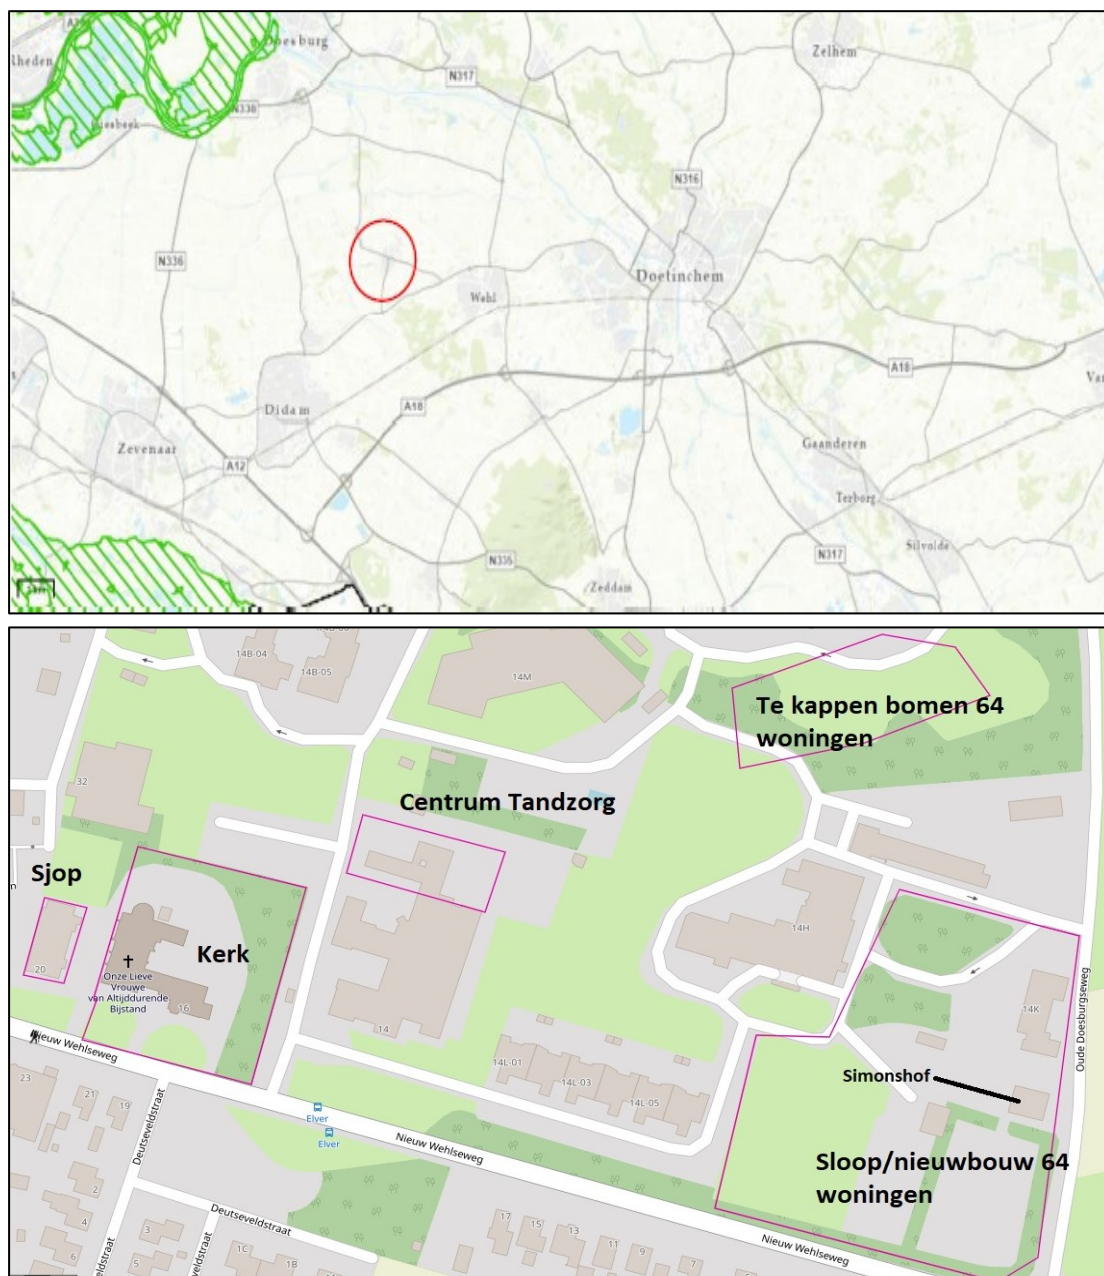 Rheden
Doesburg
N317
Zelhem
N338
N316
N336
Doetinchem
Wehl
A18
Didam
A18
Zevenaar
A12
Gaanderen
Terborg
Silvolde
N335
N317
Zeddam
14B-04
14B-05
14M
Te kappen bomen 64
woningen
32
Centrum Tandzorg
Sjop
14H
Kerk
20
Onze Lieve
Vrouwe
van Altijddurende
Bijstand
16
14K
Oude Doesburgseweg
Nieuw Wehlseweg
14
14L-01
14L-03
14L-05
Simonshof
23
21
19
Deutseveldstraat
Elver
Elver
Nieuw Wehlseweg
Sloop/nieuwbouw 64
woningen
2
4
6
Deutseveldstraat
Deutseveldstraat
3
5
1C
1B
17
15
13
11
9
7
Nieuw Wehlseweg